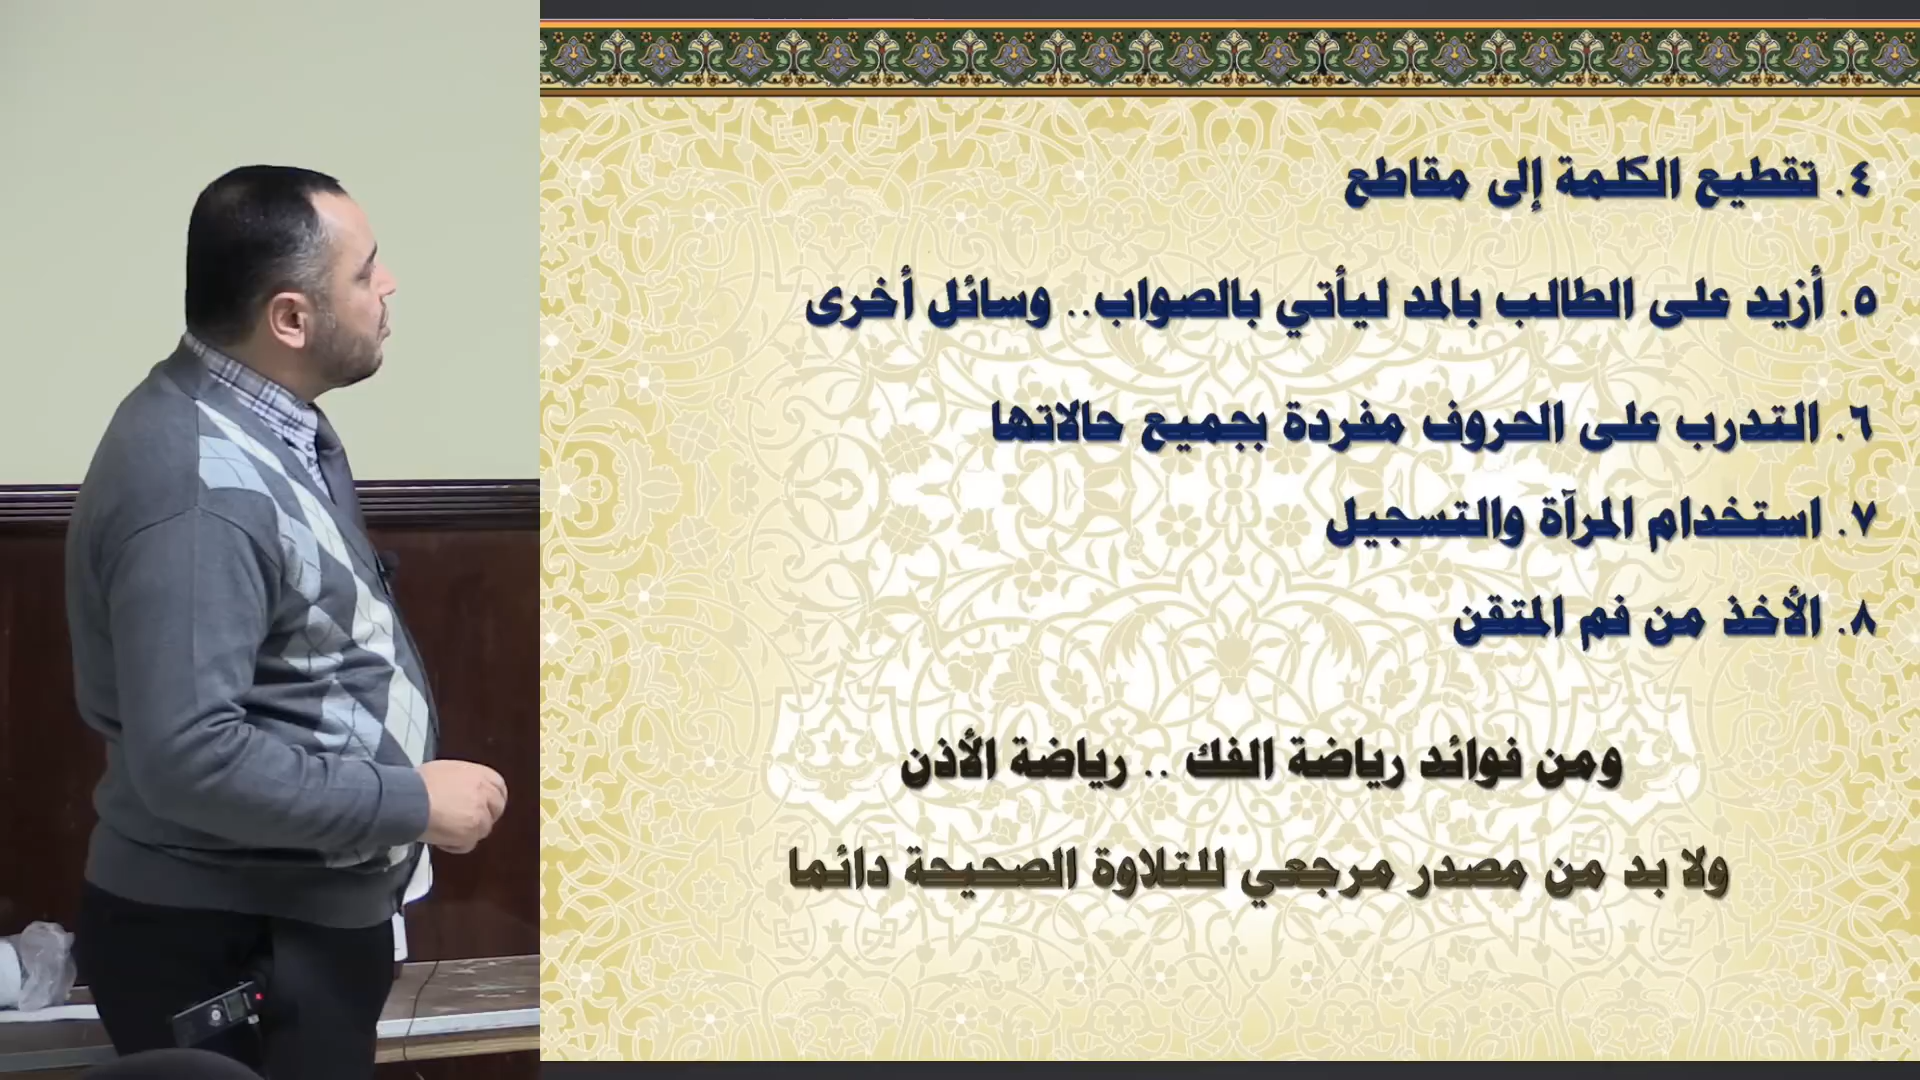 ٤. تقطيع الكلمة إلى مقاطع
٥. أزيد على الطالب بالمد ليأتي بالصواب.. وسائل أخرى
٦. التدرب على الحروف مفردة بجميع حالاتها
٧. استخدام المرآة والتسجيل
٨. الأخذ من فم المتقن
ومن فوائد رياضة الفك .. رياضة الأذن
ولا بد من مصدر مرجعي للتلاوة الصحيحة دائما